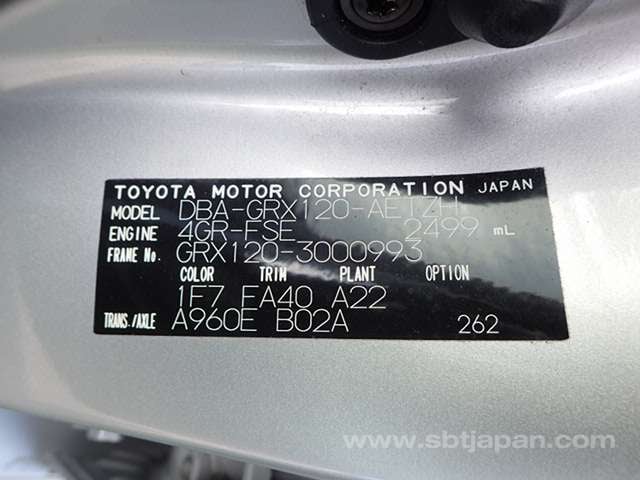 TOYOTA MOTOR CORPORATION JAPAN
MODEL DBA-GRX120-AETZH
ENGINE 4GR-FSE 2499 mL
FRAME No. GRX120-3000993
COLOR TRIM PLANT OPTION
1F7 FA40 A22
TRANS./AXLE A960E B02A 262
www.sbtjapan.com